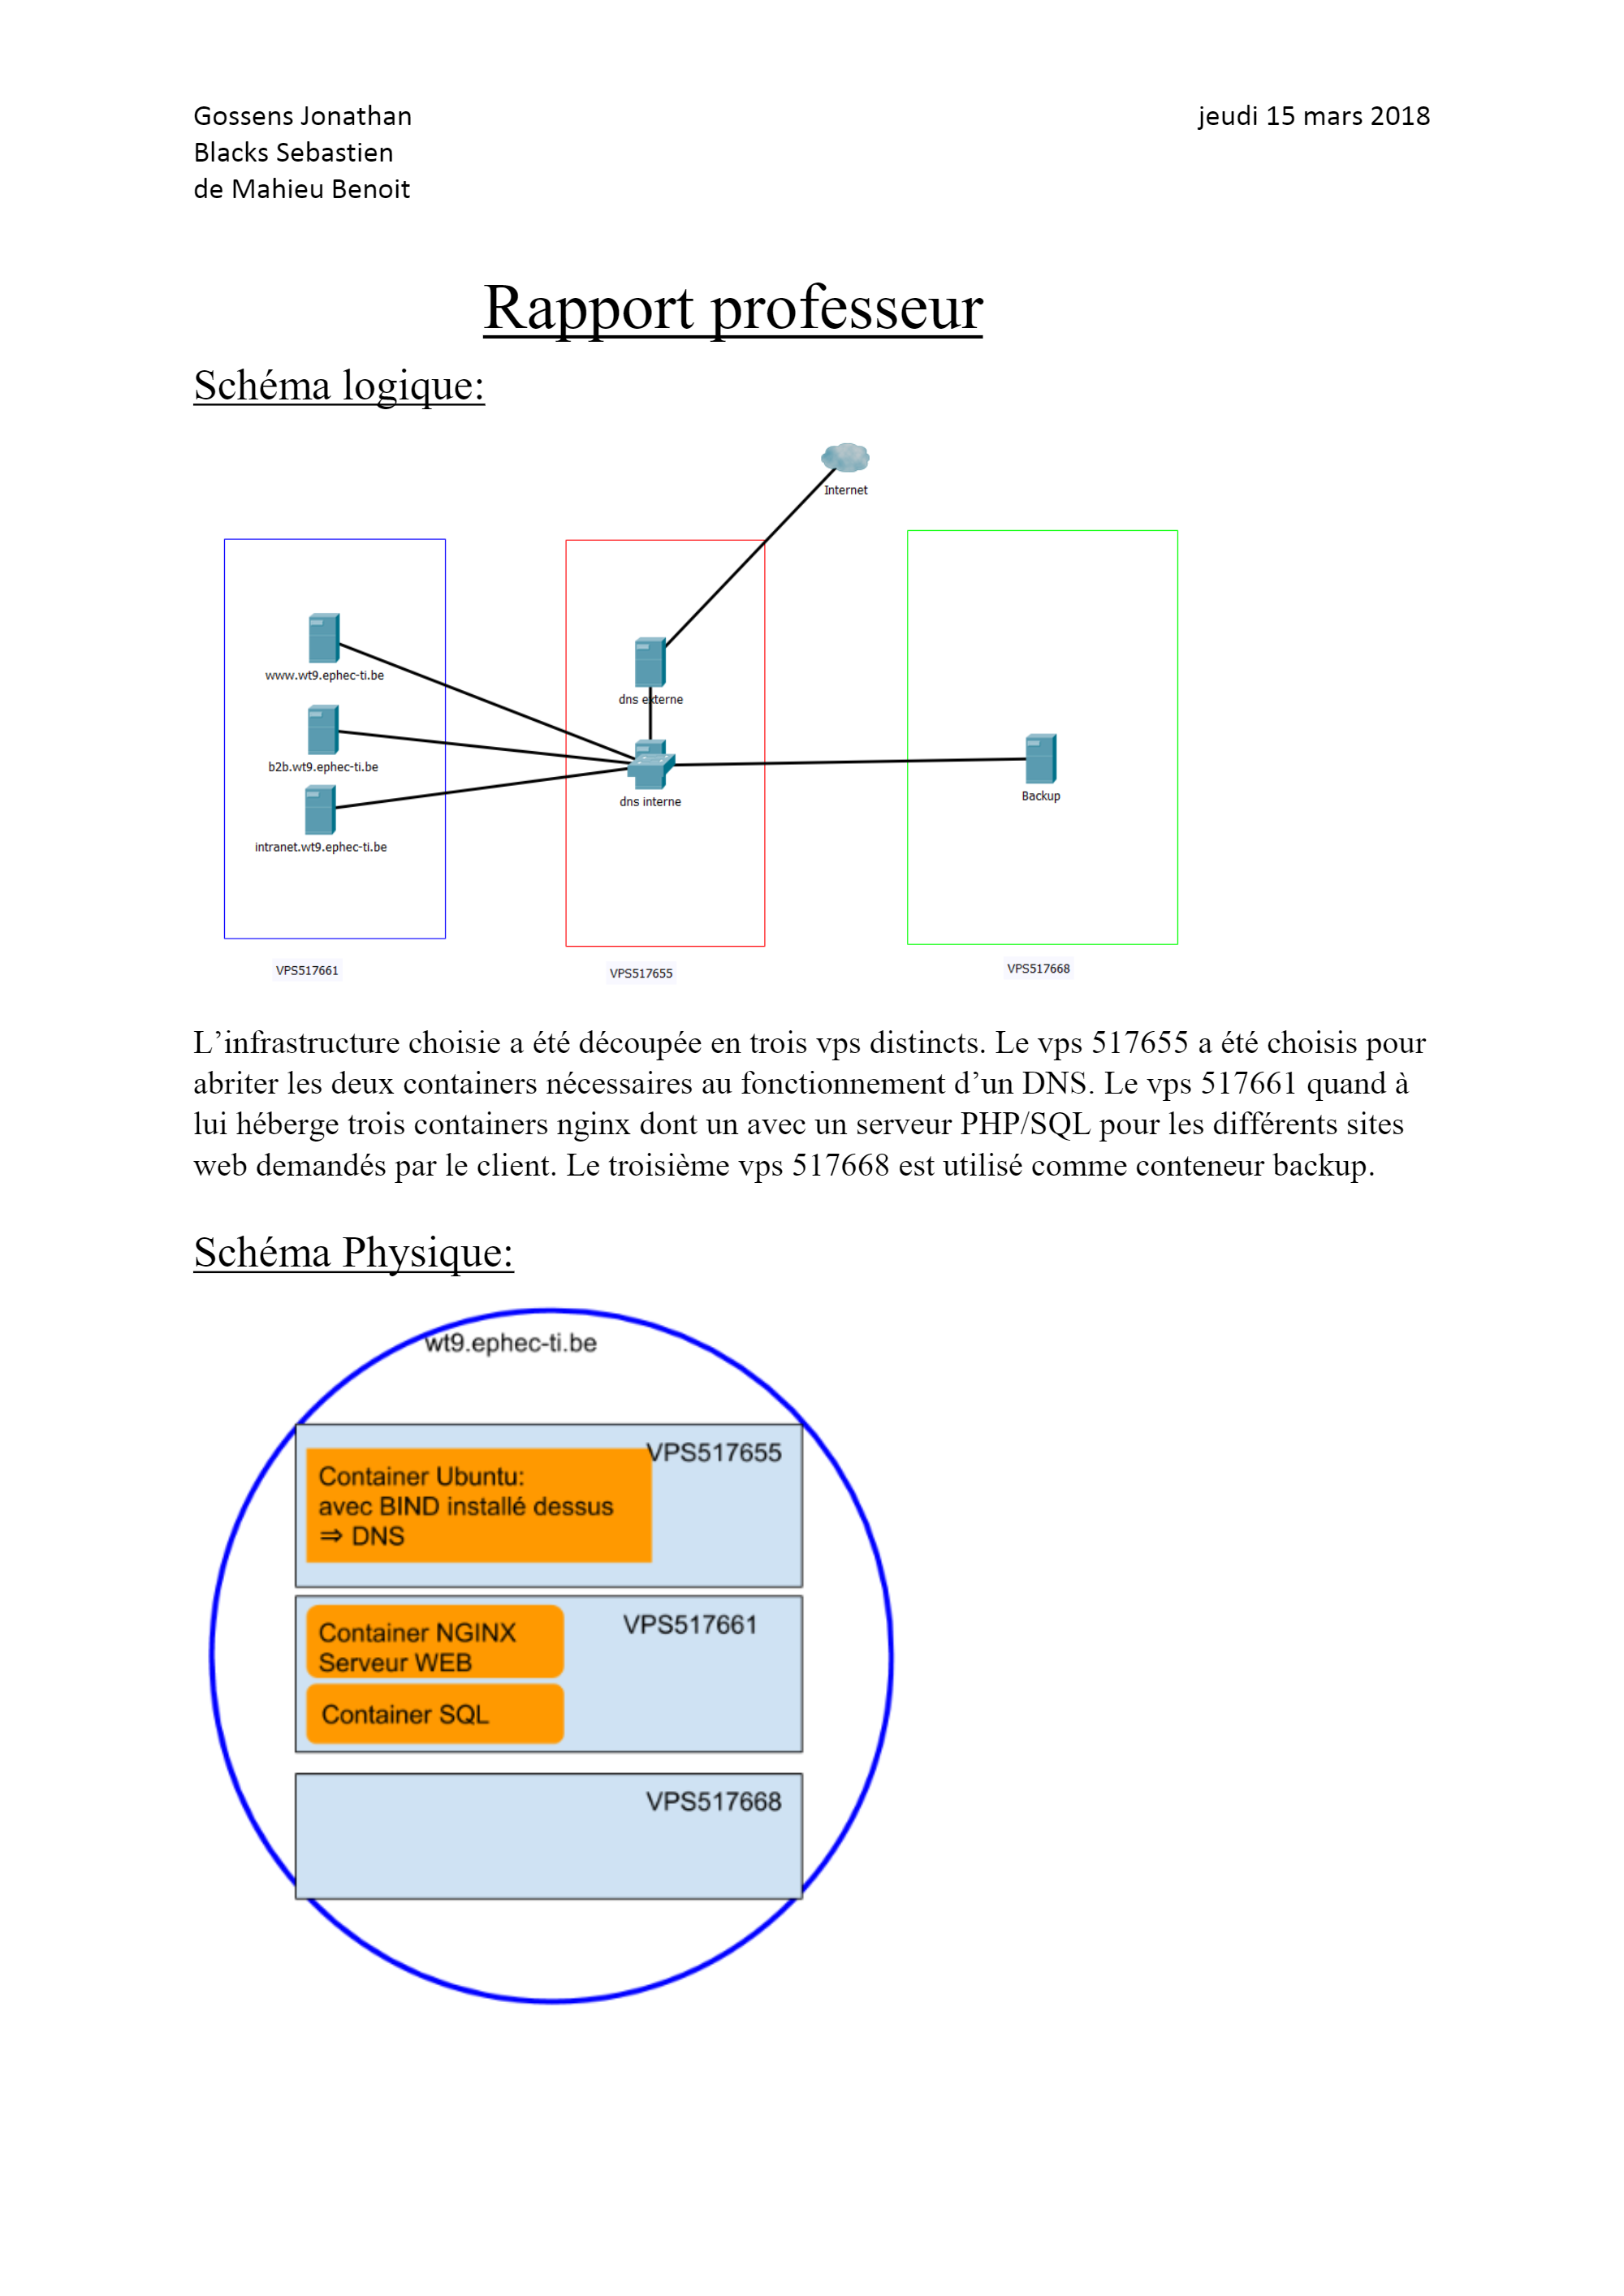 Gossens Jonathan
jeudi 15 mars 2018
Blacks Sebastien
de Mahieu Benoit
Rapport professeur
Schéma logique:
Internet
www.wt9.ephec-ti.be
dns externe
b2b.wt9.ephec-ti.be
dns interne
Backup
intranet.wt9.ephec-ti.be
VPS517661
VPS517655
VPS517668
L’infrastructure choisie a été découpée en trois vps distincts. Le vps 517655 a été choisis pour
abriter les deux containers nécessaires au fonctionnement d’un DNS. Le vps 517661 quand à
lui héberge trois containers nginx dont un avec un serveur PHP/SQL pour les différents sites
web demandés par le client. Le troisième vps 517668 est utilisé comme conteneur backup.
Schéma Physique:
wt9.ephec-ti.be
VPS517655
Container Ubuntu:
avec BIND installé dessus
⇒ DNS
VPS517661
Container NGINX
Serveur WEB
Container SQL
VPS517668